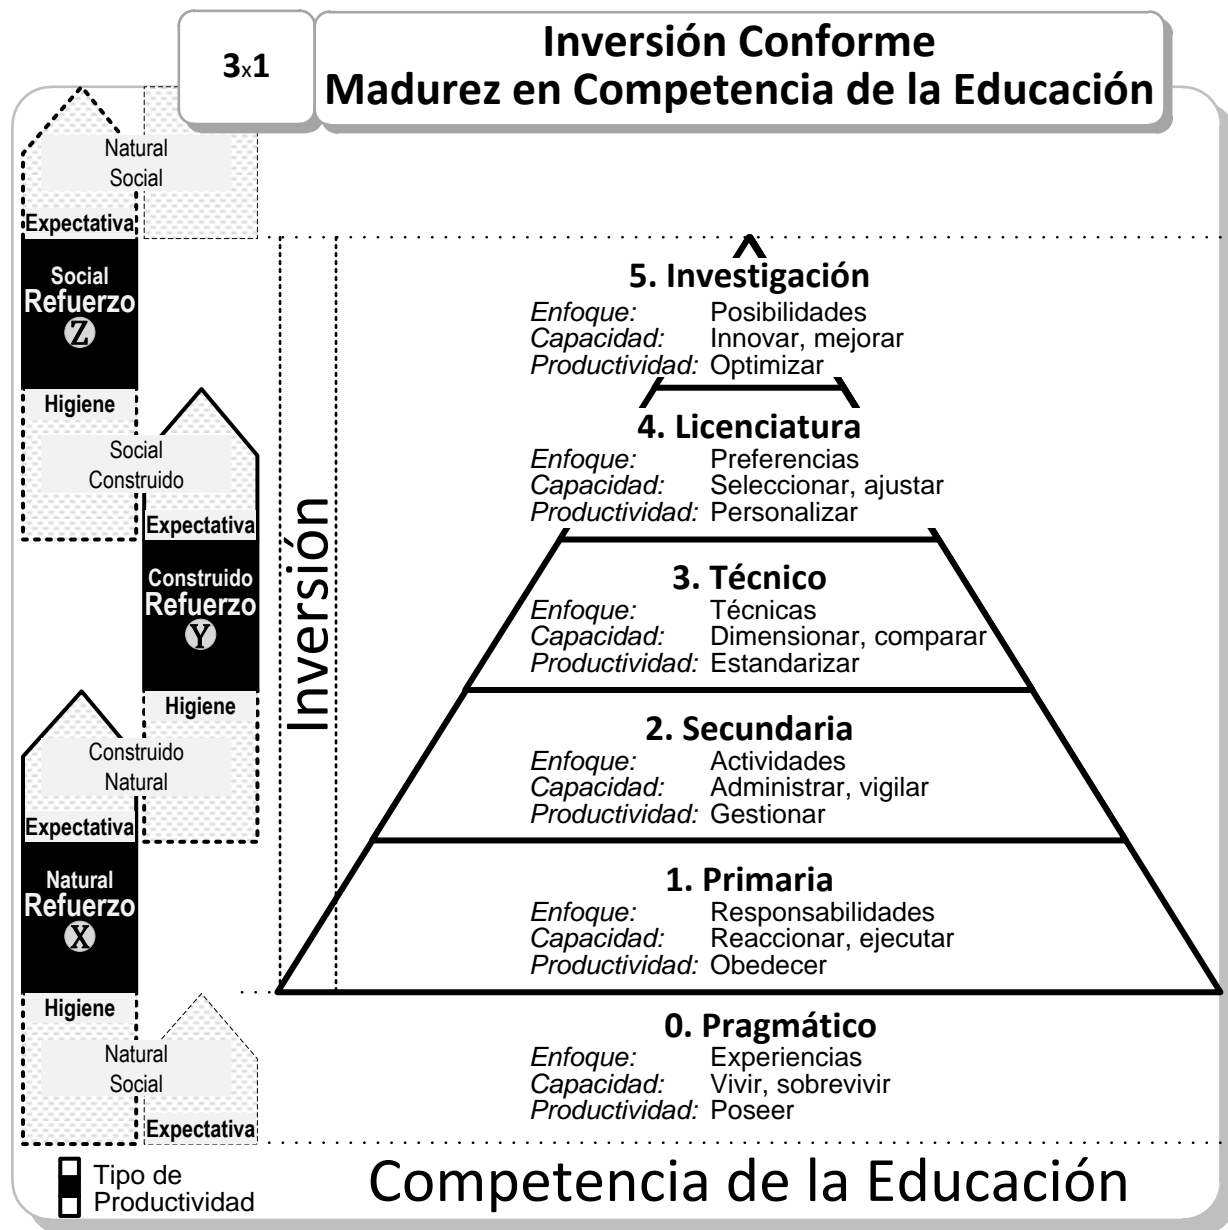 3x1
Inversión Conforme
Madurez en Competencia de la Educación
Natural
Social
Expectativa
Social
Refuerzo
Z
Higiene
Social
Construido
Expectativa
Construido
Refuerzo
Y
Higiene
Construido
Natural
Expectativa
Natural
Refuerzo
X
Higiene
Natural
Social
Expectativa
Tipo de
Productividad
Inversión
5. Investigación
Enfoque: Posibilidades
Capacidad: Innovar, mejorar
Productividad: Optimizar
4. Licenciatura
Enfoque: Preferencias
Capacidad: Seleccionar, ajustar
Productividad: Personalizar
3. Técnico
Enfoque: Técnicas
Capacidad: Dimensionar, comparar
Productividad: Estandarizar
2. Secundaria
Enfoque: Actividades
Capacidad: Administrar, vigilar
Productividad: Gestionar
1. Primaria
Enfoque: Responsabilidades
Capacidad: Reaccionar, ejecutar
Productividad: Obedecer
0. Pragmático
Enfoque: Experiencias
Capacidad: Vivir, sobrevivir
Productividad: Poseer
Competencia de la Educación